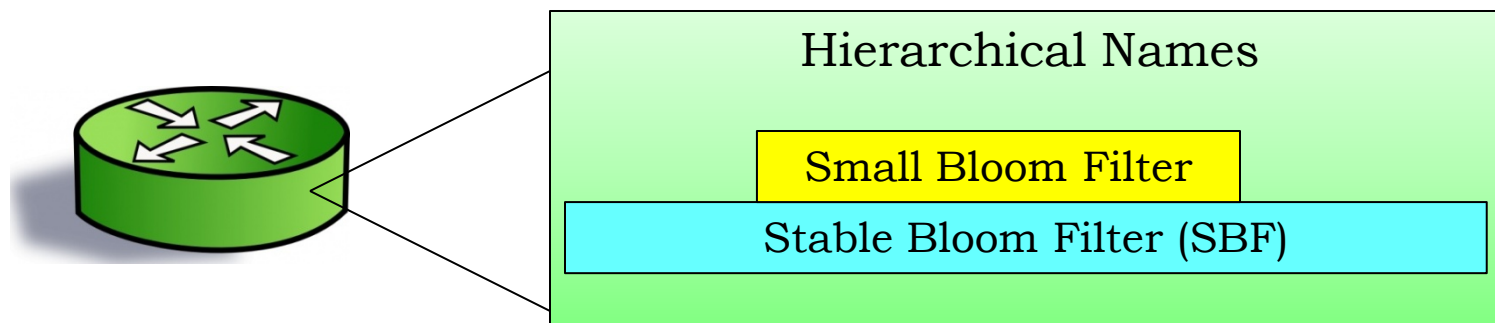 Hierarchical Names
Small Bloom Filter
Stable Bloom Filter (SBF)